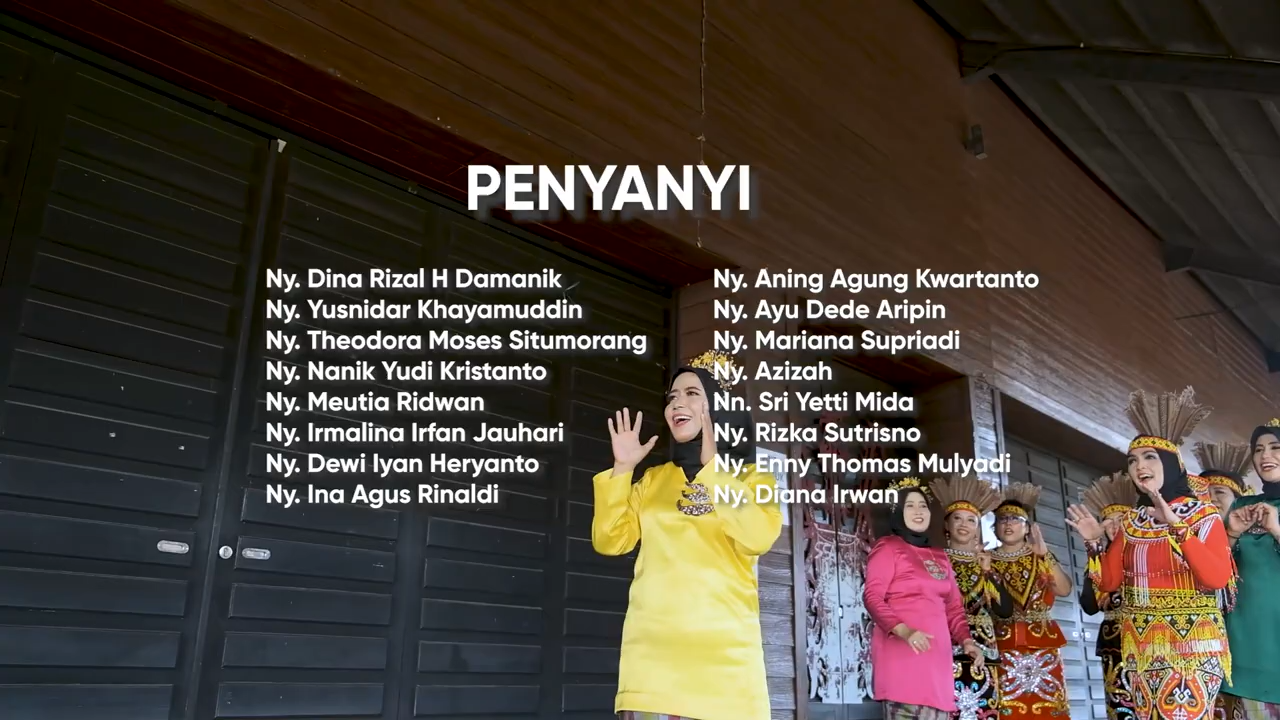 PENYANYI
Ny. Dina Rizal H Damanik
Ny. Yusnidar Khayamuddin
Ny. Theodora Moses Situmorang
Ny. Nanik Yudi Kristanto
Ny. Meutia Ridwan
Ny. Irmalina Irfan Jauhari
Ny. Dewi Iyan Heryanto
Ny. Ina Agus Rinaldi
Ny. Aning Agung Kwartanto
Ny. Ayu Dede Aripin
Ny. Mariana Supriadi
Ny. Azizah
Nn. Sri Yetti Mida
Ny. Rizka Sutrisno
Ny. Enny Thomas Mulyadi
Ny. Diana Irwan